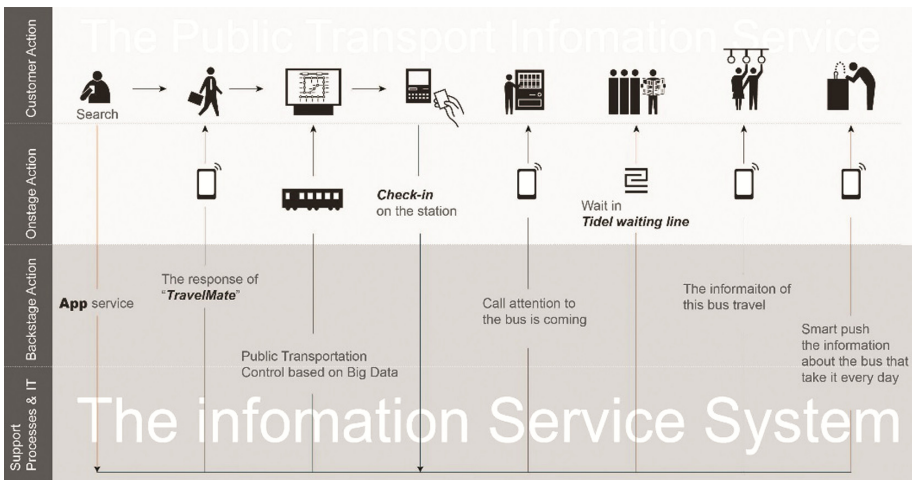 The Public Transport Infomation Service
Customer Action
Search
Onstage Action
Check-in
on the station
Wait in
Tidel waiting line
Backstage Action
App service
The response of
“TravelMate”
Public Transportation
Control based on Big Data
Call attention to
the bus is coming
The informaiton of
this bus travel
Smart push
the information
about the bus that
take it every day
Support
Processes & IT
The infomation Service System